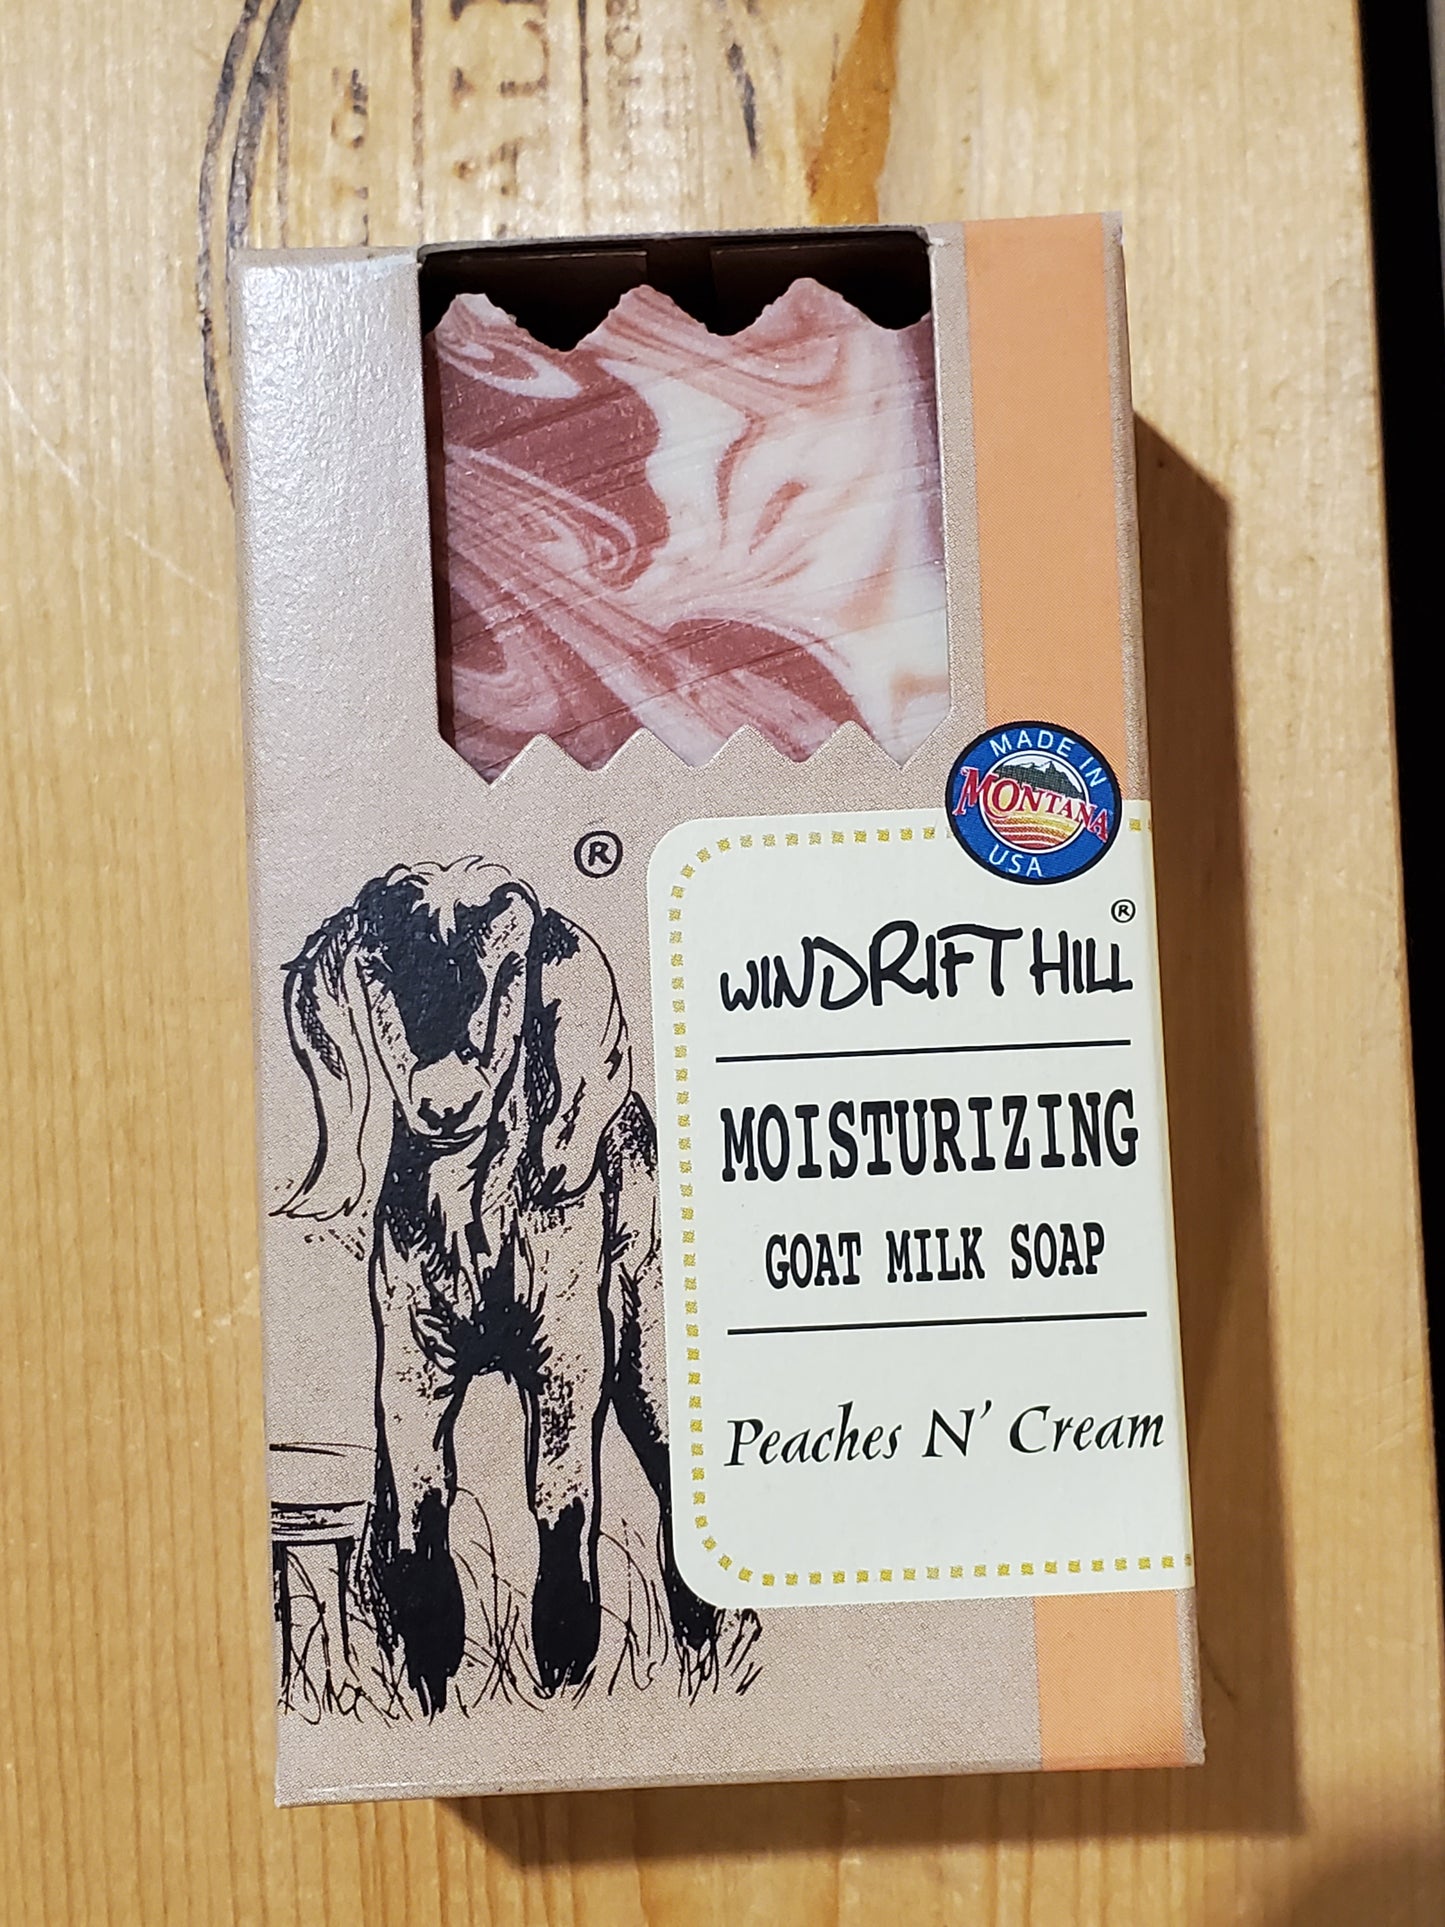 MADE IN
MONTANA
USA
®
WINDRIFT HILL®
MOISTURIZING
GOAT MILK SOAP
Peaches N' Cream